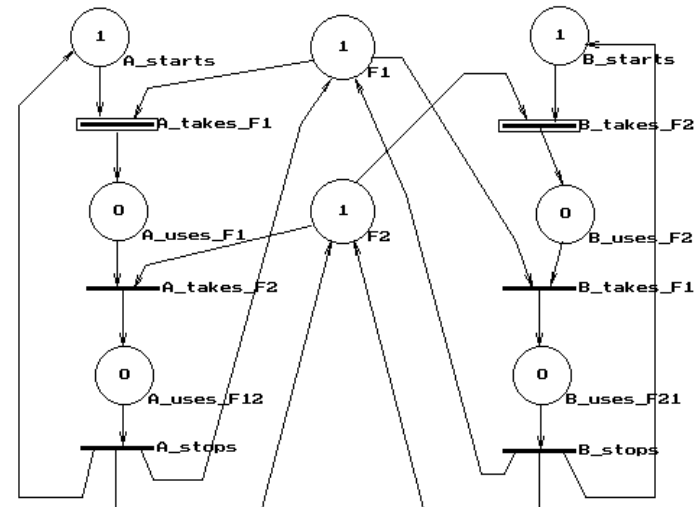 1
1
1
A_starts
F1
B_starts
A_takes_F1
B_takes_F2
0
1
0
A_uses_F1
F2
B_uses_F2
A_takes_F2
B_takes_F1
0
0
A_uses_F12
B_uses_F21
A_stops
B_stops